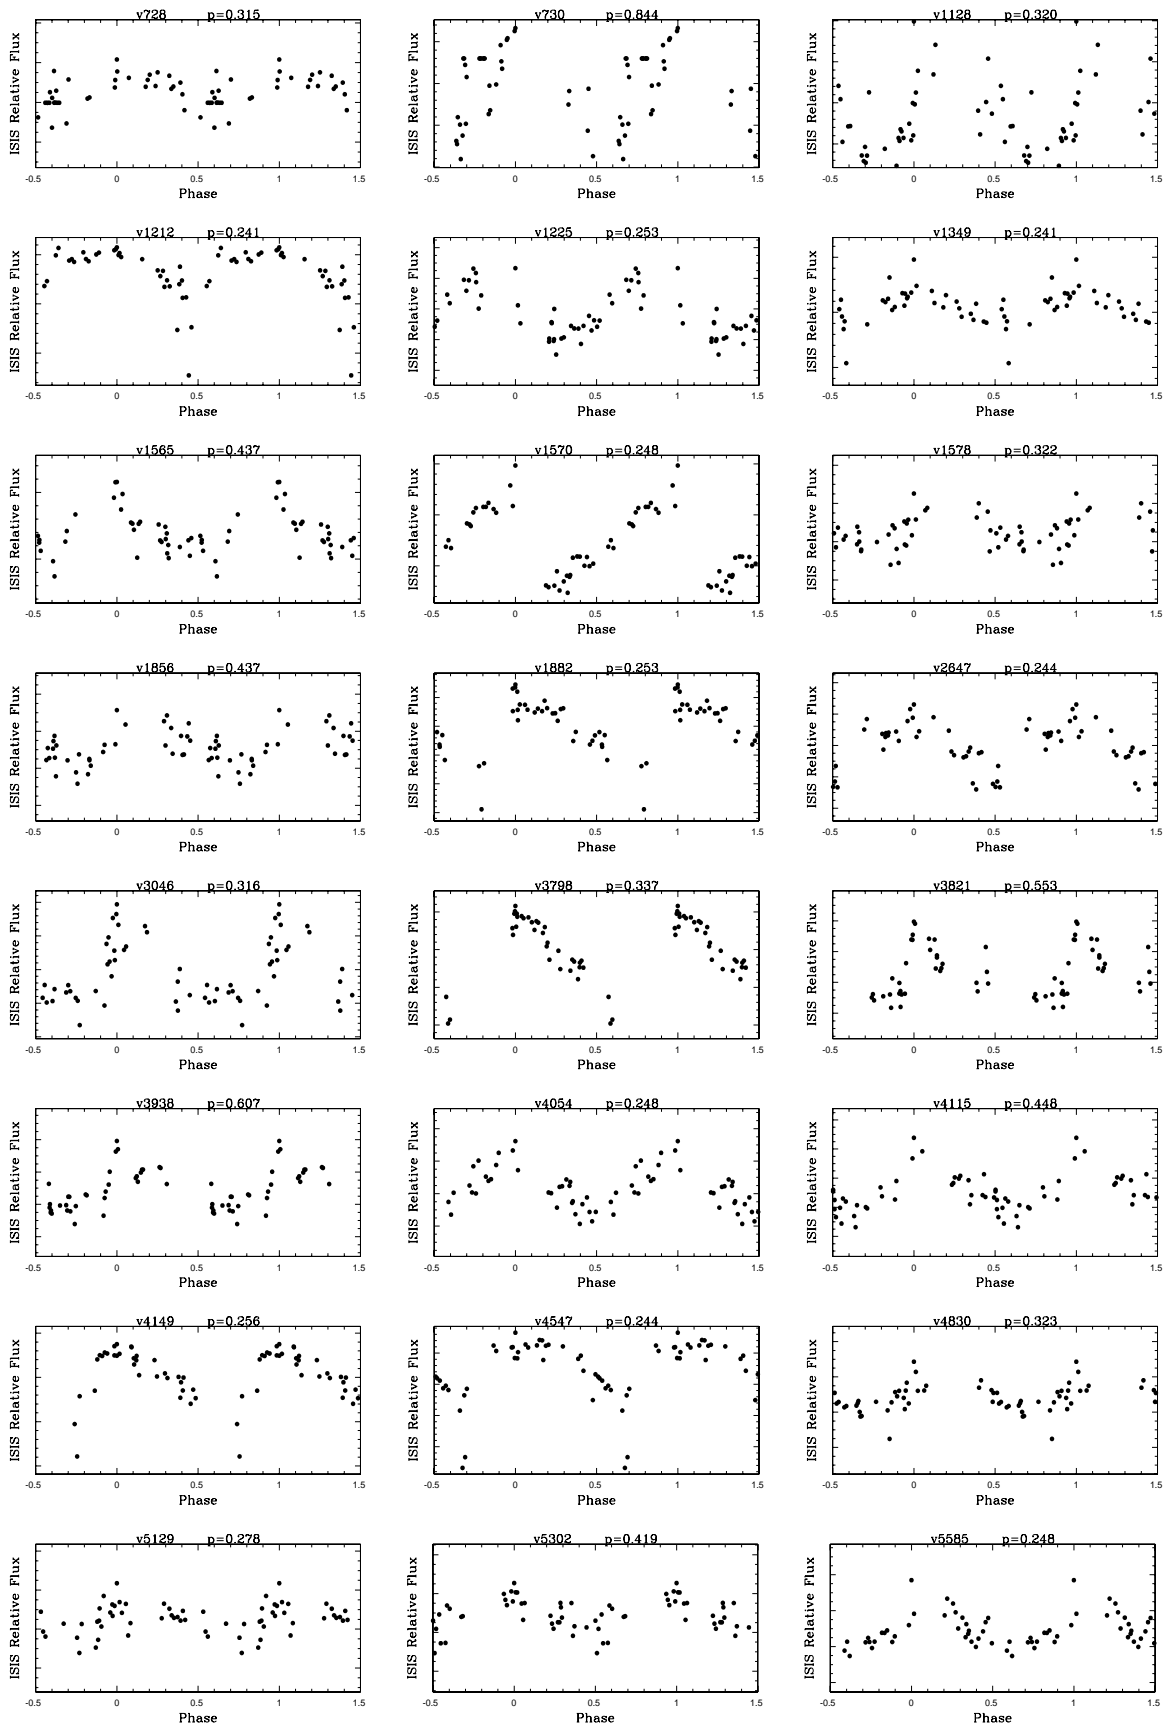 v728 p=0.315 v730 p=0.844 v1128 p=0.320
ISIS Relative Flux ISIS Relative Flux ISIS Relative Flux
-0.5 0 0.5 1 1.5 -0.5 0 0.5 1 1.5 -0.5 0 0.5 1 1.5
Phase Phase Phase
v1212 p=0.241 v1225 p=0.253 v1349 p=0.241
ISIS Relative Flux ISIS Relative Flux ISIS Relative Flux
-0.5 0 0.5 1 1.5 -0.5 0 0.5 1 1.5 -0.5 0 0.5 1 1.5
Phase Phase Phase
v1565 p=0.437 v1570 p=0.248 v1578 p=0.322
ISIS Relative Flux ISIS Relative Flux ISIS Relative Flux
-0.5 0 0.5 1 1.5 -0.5 0 0.5 1 1.5 -0.5 0 0.5 1 1.5
Phase Phase Phase
v1856 p=0.437 v1882 p=0.253 v2647 p=0.244
ISIS Relative Flux ISIS Relative Flux ISIS Relative Flux
-0.5 0 0.5 1 1.5 -0.5 0 0.5 1 1.5 -0.5 0 0.5 1 1.5
Phase Phase Phase
v3046 p=0.316 v3798 p=0.337 v3821 p=0.553
ISIS Relative Flux ISIS Relative Flux ISIS Relative Flux
-0.5 0 0.5 1 1.5 -0.5 0 0.5 1 1.5 -0.5 0 0.5 1 1.5
Phase Phase Phase
v3938 p=0.607 v4054 p=0.248 v4115 p=0.448
ISIS Relative Flux ISIS Relative Flux ISIS Relative Flux
-0.5 0 0.5 1 1.5 -0.5 0 0.5 1 1.5 -0.5 0 0.5 1 1.5
Phase Phase Phase
v4149 p=0.256 v4547 p=0.244 v4830 p=0.323
ISIS Relative Flux ISIS Relative Flux ISIS Relative Flux
-0.5 0 0.5 1 1.5 -0.5 0 0.5 1 1.5 -0.5 0 0.5 1 1.5
Phase Phase Phase
v5129 p=0.278 v5302 p=0.419 v5585 p=0.248
ISIS Relative Flux ISIS Relative Flux ISIS Relative Flux
-0.5 0 0.5 1 1.5 -0.5 0 0.5 1 1.5 -0.5 0 0.5 1 1.5
Phase Phase Phase